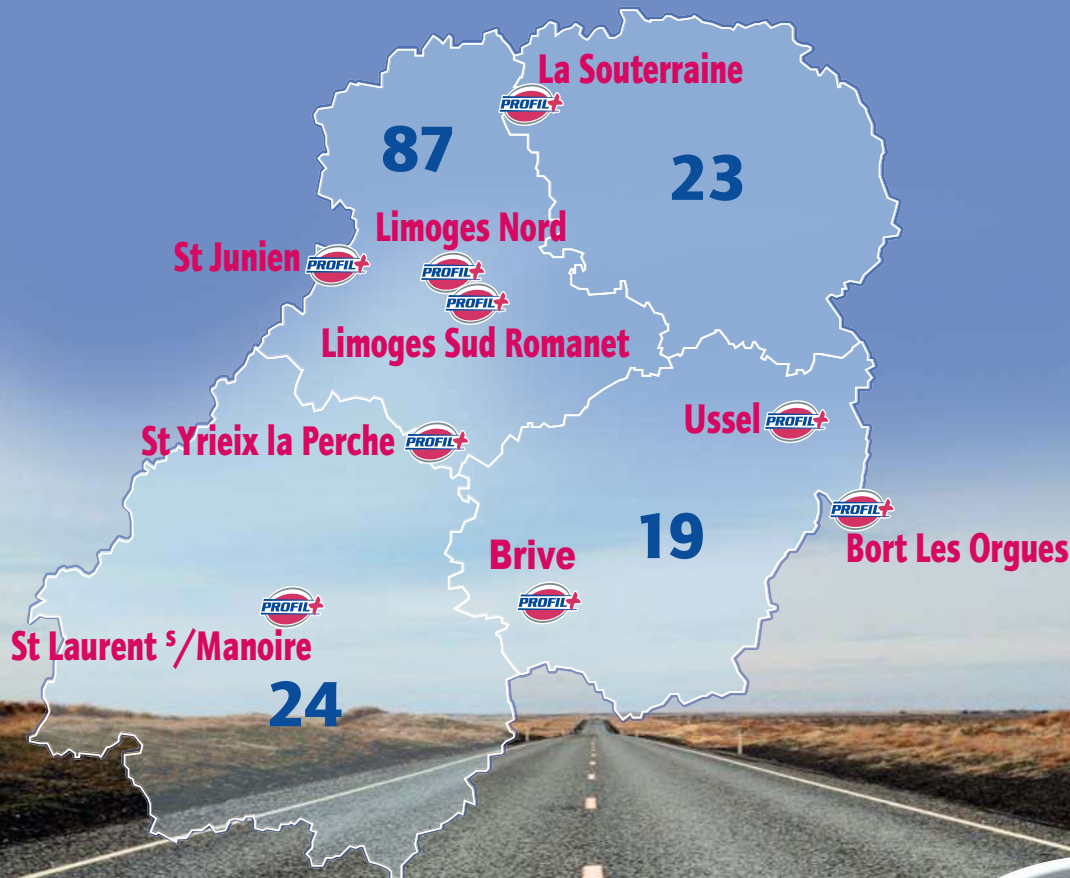 La Souterraine
PROFIL+
87
23
Limoges Nord
St Junien
PROFIL+
PROFIL+
PROFIL+
Limoges Sud Romanet
Ussel
PROFIL+
St Yrieix la Perche
PROFIL+
PROFIL+
19
Bort Les Orgues
Brive
PROFIL+
PROFIL+
St Laurent s/Manoire
24